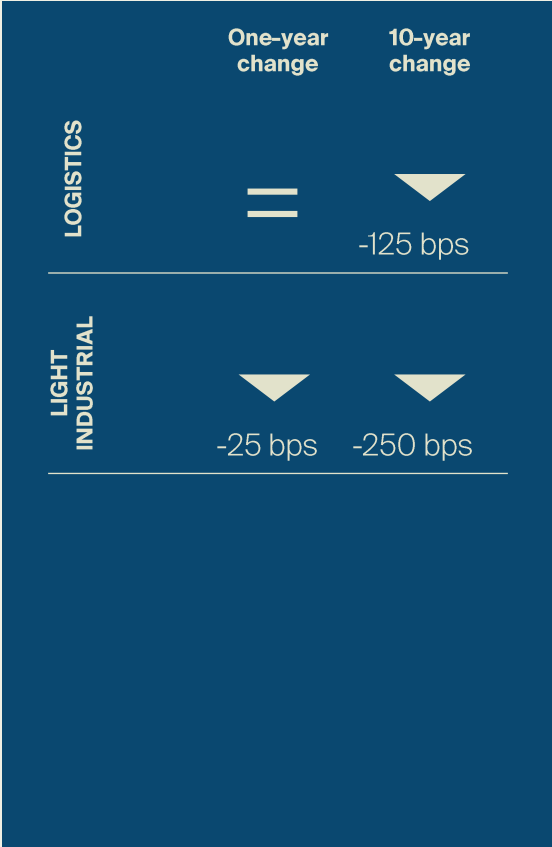 One-year
change
10-year
change
LOGISTICS
=
-125 bps
LIGHT
INDUSTRIAL
-25 bps
-250 bps